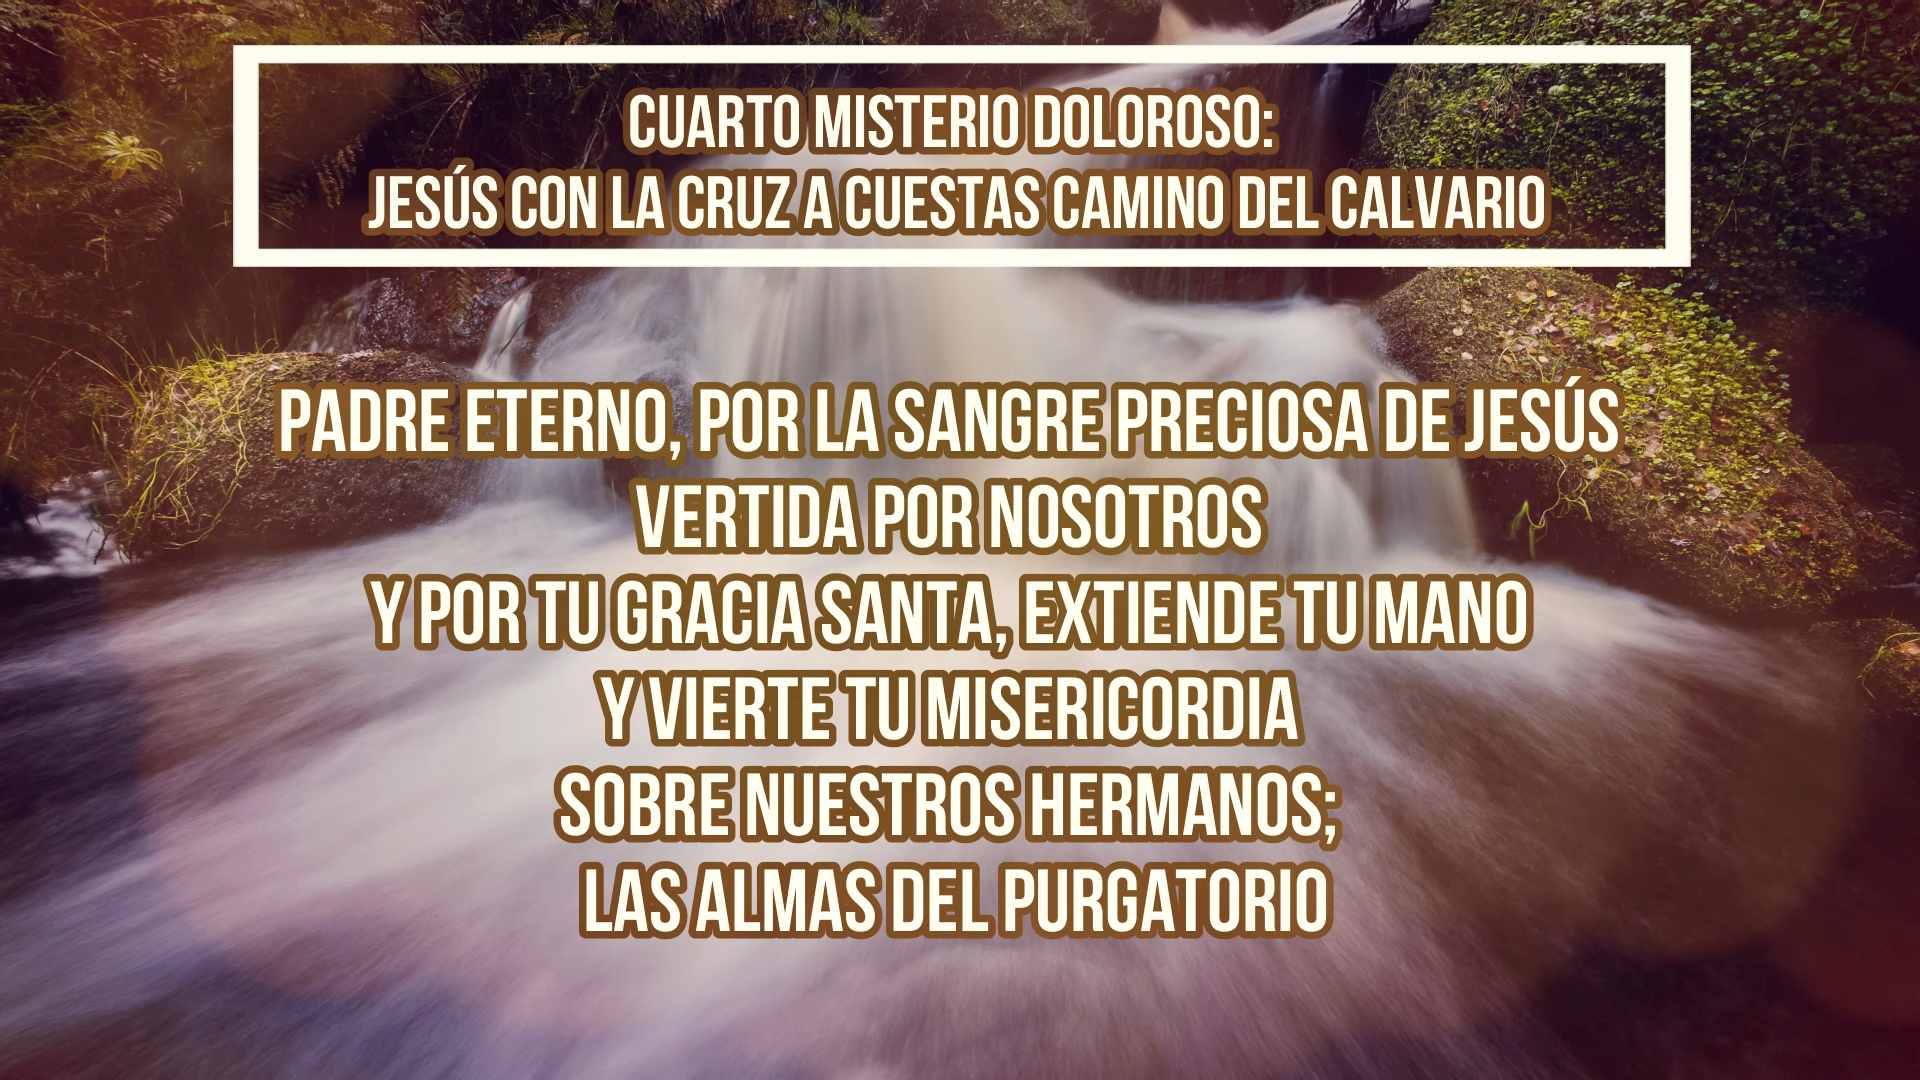 CUARTO MISTERIO DOLOROSO:
JESÚS CON LA CRUZ A CUESTAS CAMINO DEL CALVARIO
PADRE ETERNO, POR LA SANGRE PRECIOSA DE JESÚS
VERTIDA POR NOSOTROS
Y POR TU GRACIA SANTA, EXTIENDE TU MANO
Y VIERTE TU MISERICORDIA
SOBRE NUESTROS HERMANOS;
LAS ALMAS DEL PURGATORIO